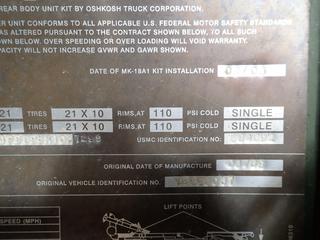 REAR BODY UNIT KIT BY OSHKOSH TRUCK CORPORATION.
UNIT CONFORMS TO ALL APPLICABLE U.S. FEDERAL MOTOR SAFETY STANDARDS
WAS ALTERED PURSUANT TO THE CONTRACT SHOWN BELOW, TO ALL SUCH
OWN BELOW. OVER SPEEDING OR OVER LOADING WILL VOID THIS
CAPACITY WILL NOT INCREASE GVWR AND GAWR SHOWN.
DATE OF MK-18A1 KIT INSTALLATION
21 TIRES 21 X 10 RIMS, AT 110 PSI COLD SINGLE
21 TIRES 21 X 10 RIMS, AT 110 PSI COLD SINGLE
USMC IDENTIFICATION NO.
ORIGINAL DATE OF MANUFACTURE
ORIGINAL VEHICLE IDENTIFICATION NO.
LIFT POINTS
SPEED (MPH)